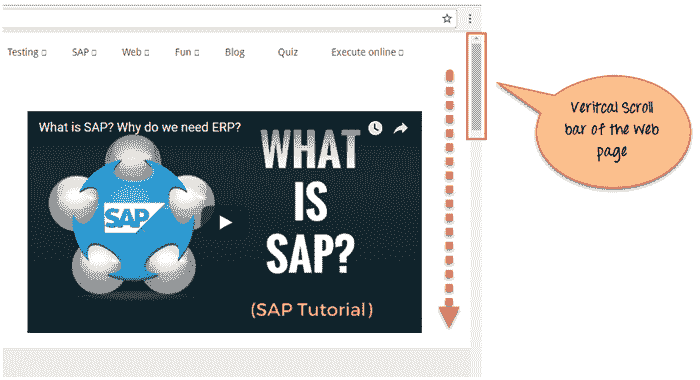 Testing SAP Web Fun Blog Quiz Execute online
What is SAP? Why do we need ERP?
SAP
WHAT
IS
SAP?
(SAP Tutorial)
Veritcal Scroll
bar of the Web
page